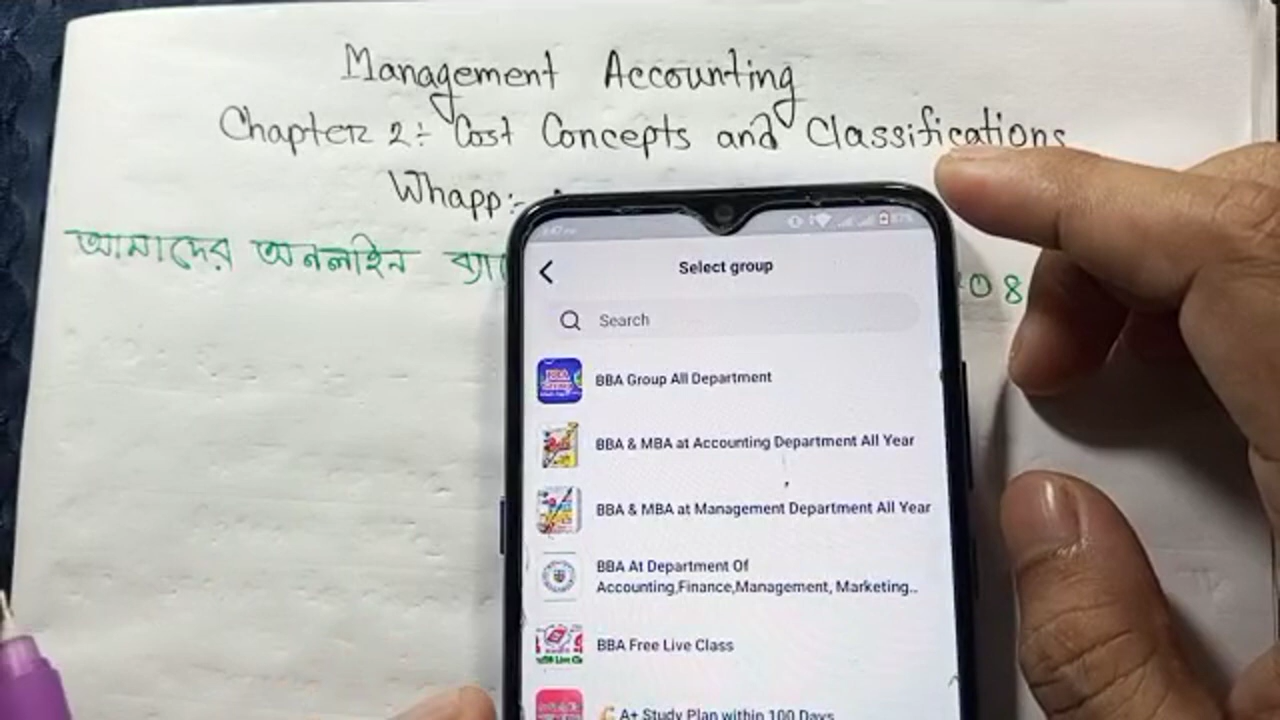 Management Accounting
Chapter 2:- Cost Concepts and Classifications
Whapp:-
আমাদের অনলাইন
08
87%
Select group
Search
BBA Group All Department
BBA & MBA at Accounting Department All Year
BBA & MBA at Management Department All Year
BBA At Department Of
Accounting,Finance,Management, Marketing..
BBA Free Live Class
A+ Study Plan within 100 Days